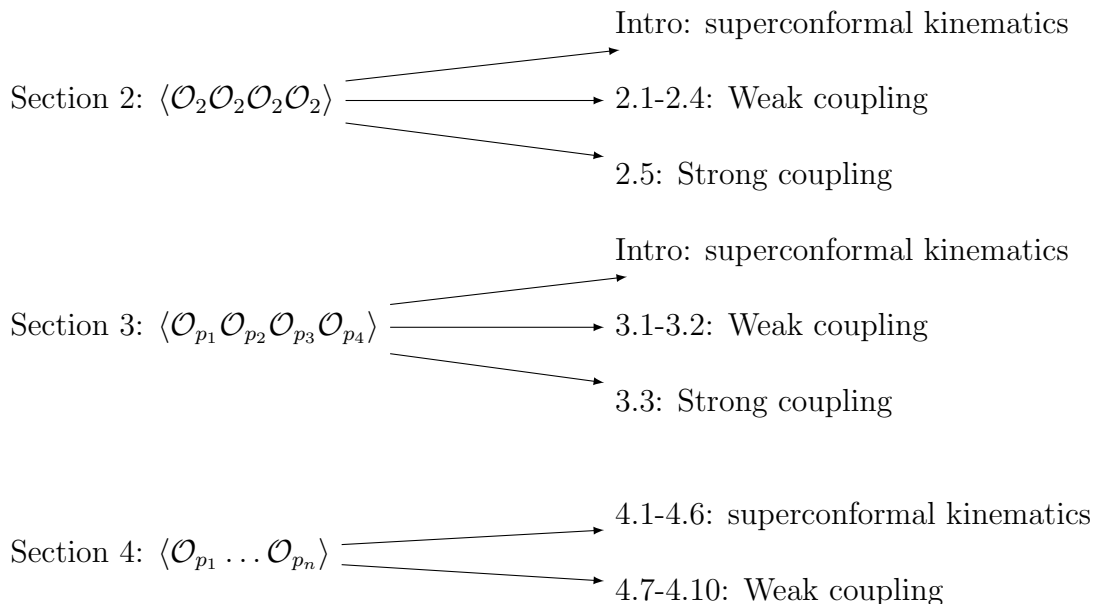 Intro: superconformal kinematics
Section 2: ⟨𝒪₂𝒪₂𝒪₂𝒪₂⟩
2.1-2.4: Weak coupling
2.5: Strong coupling
Intro: superconformal kinematics
Section 3: ⟨𝒪_{p₁}𝒪_{p₂}𝒪_{p₃}𝒪_{p₄}⟩
3.1-3.2: Weak coupling
3.3: Strong coupling
4.1-4.6: superconformal kinematics
Section 4: ⟨𝒪_{p₁} … 𝒪_{pₙ}⟩
4.7-4.10: Weak coupling